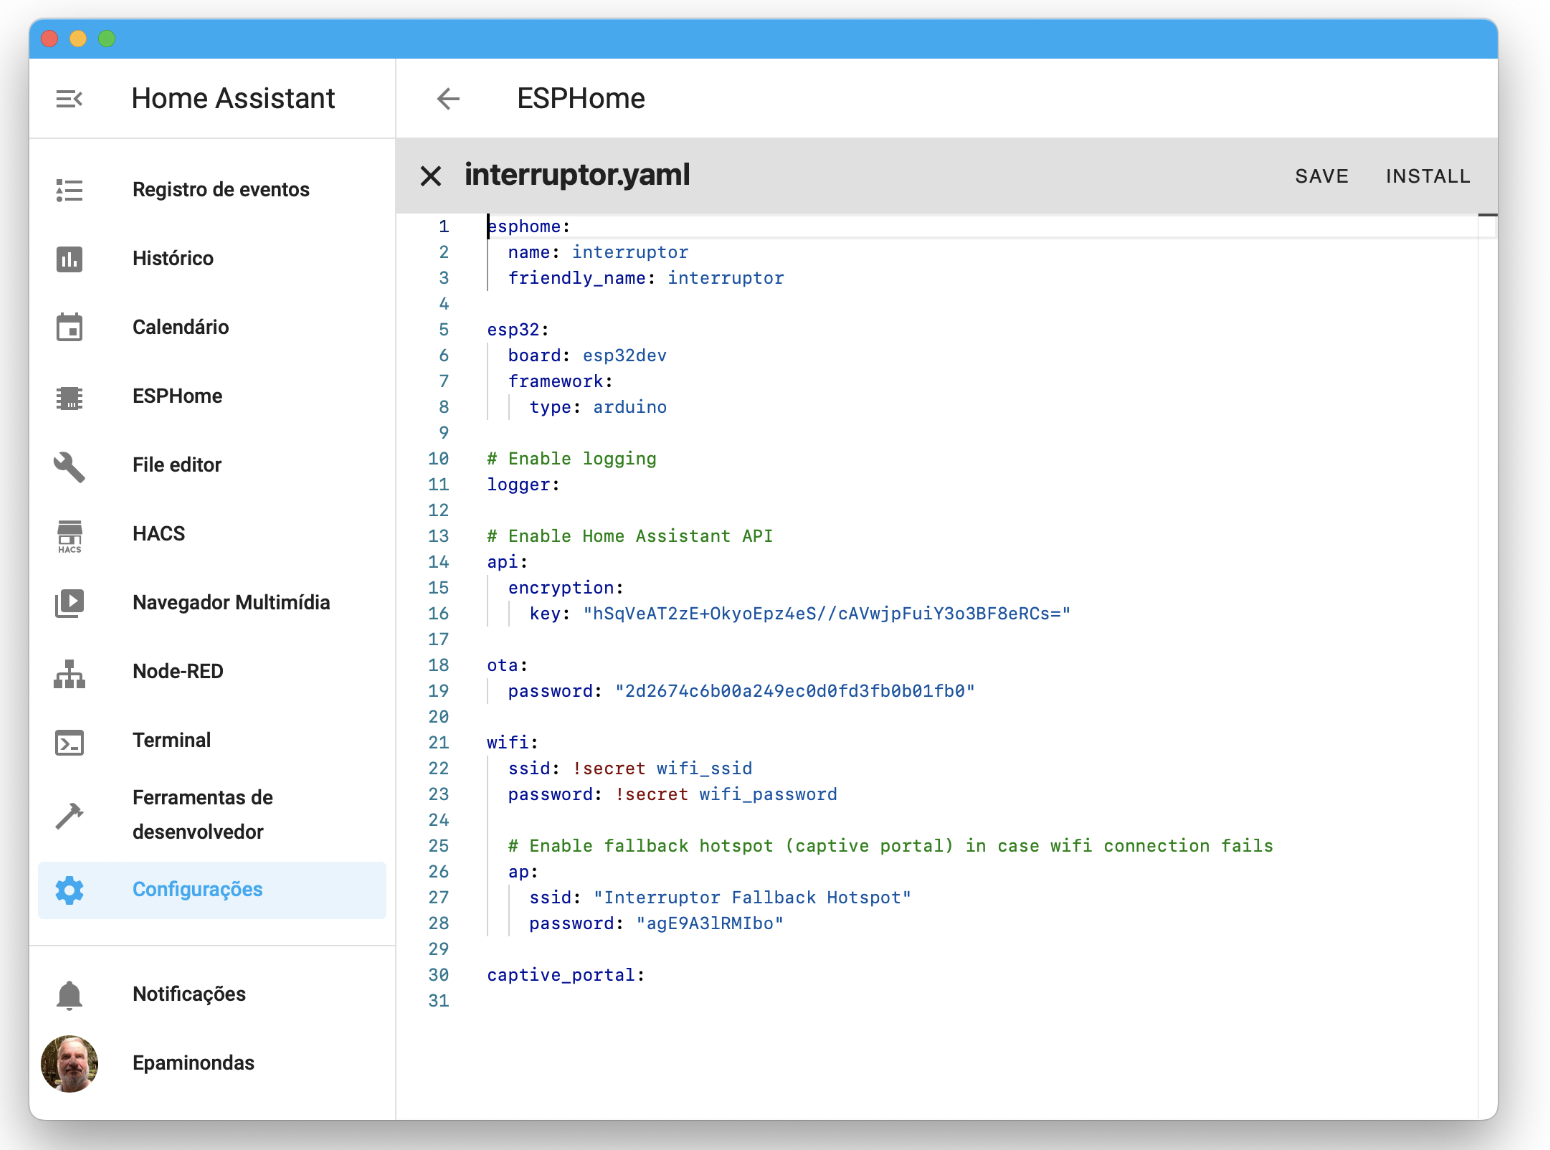 Home Assistant
Registro de eventos
Histórico
Calendário
ESPHome
File editor
HACS
HACS
Navegador Multimídia
Node-RED
Terminal
Ferramentas de
desenvolvedor
Configurações
Notificações
Epaminondas
ESPHome
interruptor.yaml
SAVE INSTALL
1 esphome:
2   name: interruptor
3   friendly_name: interruptor
4
5 esp32:
6   board: esp32dev
7   framework:
8     type: arduino
9
10 # Enable logging
11 logger:
12
13 # Enable Home Assistant API
14 api:
15   encryption:
16     key: "hSqVeAT2zE+OkyoEpz4eS//cAVwjpFuiY3o3BF8eRCs="
17
18 ota:
19   password: "2d2674c6b00a249ec0d0fd3fb0b01fb0"
20
21 wifi:
22   ssid: !secret wifi_ssid
23   password: !secret wifi_password
24
25   # Enable fallback hotspot (captive portal) in case wifi connection fails
26   ap:
27     ssid: "Interruptor Fallback Hotspot"
28     password: "agE9A3lRMIbo"
29
30 captive_portal:
31